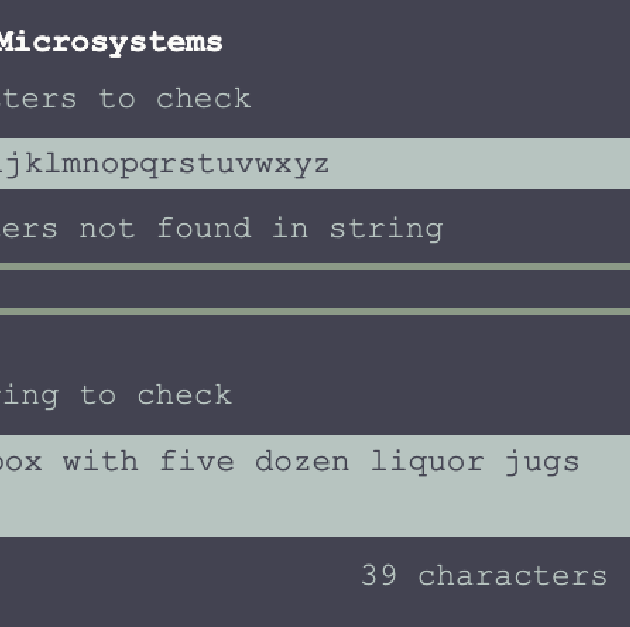 Microsystems
ters to check
jklmnopqrstuvwxyz
ers not found in string
ing to check
box with five dozen liquor jugs
39 characters